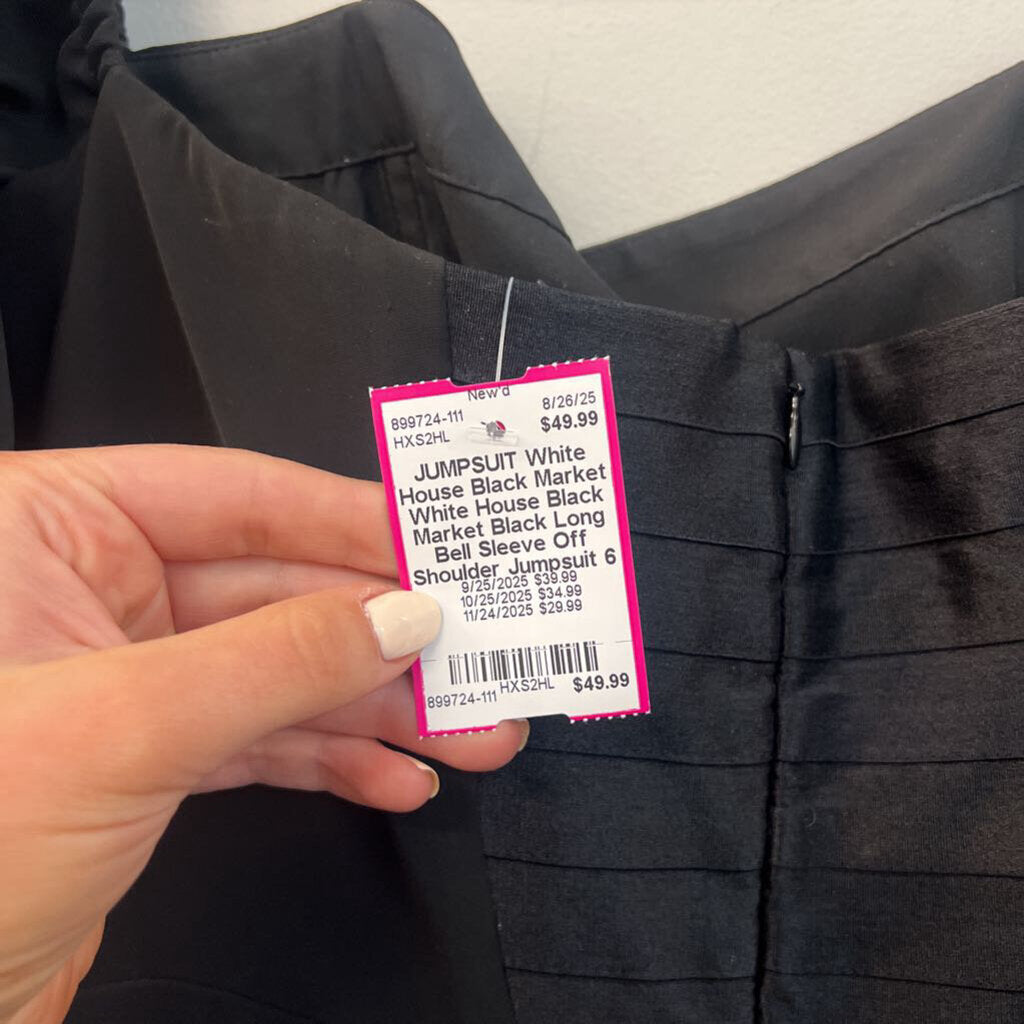 New'd
899724-111 8/26/25
HXS2HL $49.99
JUMPSUIT White
House Black Market
White House Black
Market Black Long
Bell Sleeve Off
Shoulder Jumpsuit 6
9/25/2025 $39.99
10/25/2025 $34.99
11/24/2025 $29.99
899724-111 HXS2HL $49.99